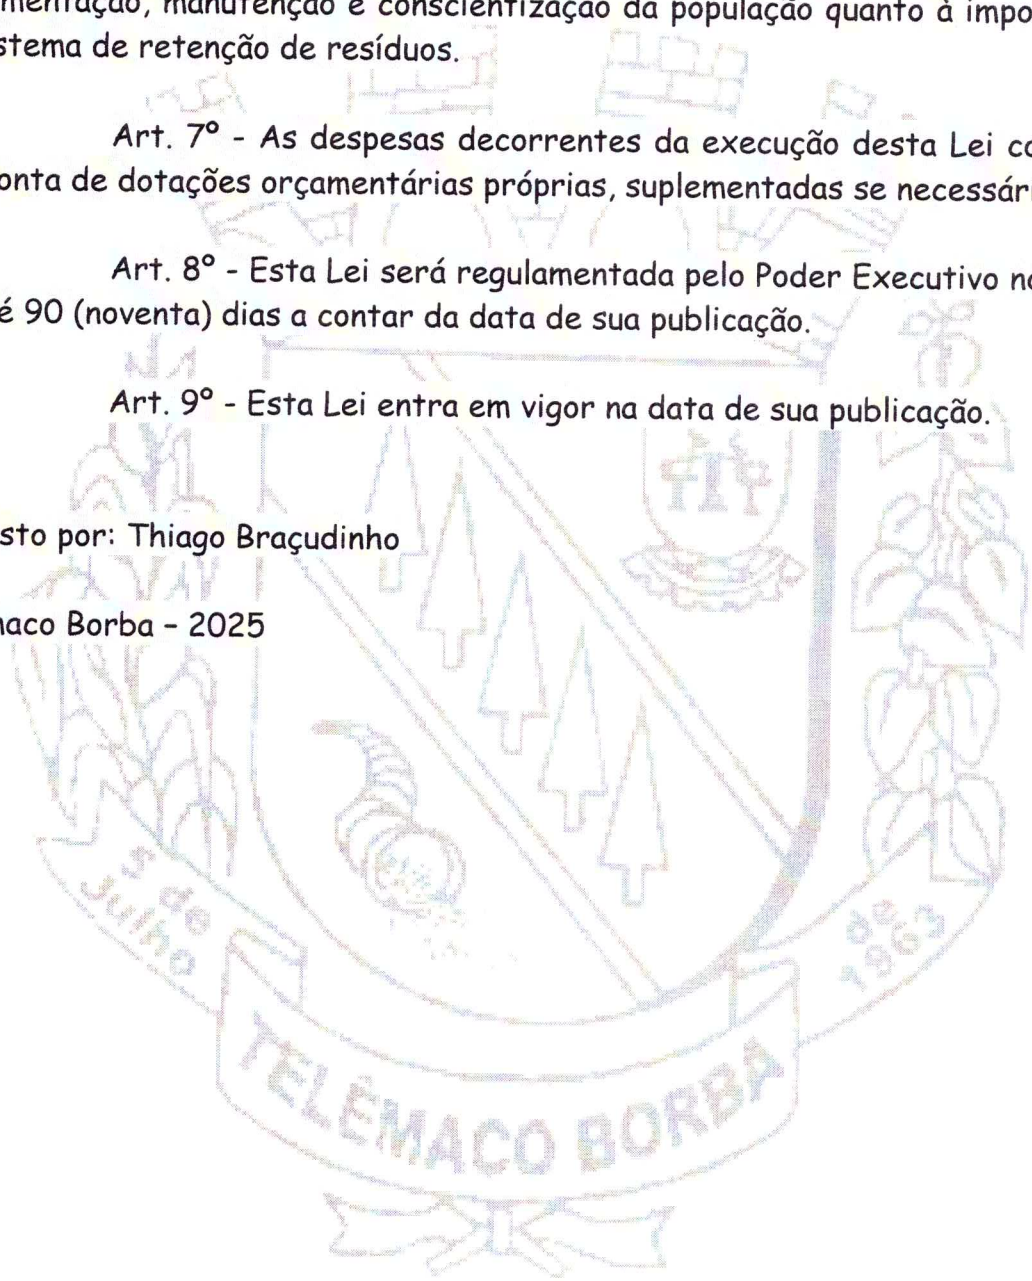 mentação, manutenção e conscientização da população quanto à impo
stema de retenção de resíduos.
Art. 7º - As despesas decorrentes da execução desta Lei co
onta de dotações orçamentárias próprias, suplementadas se necessári
Art. 8º - Esta Lei será regulamentada pelo Poder Executivo no
é 90 (noventa) dias a contar da data de sua publicação.
Art. 9º - Esta Lei entra em vigor na data de sua publicação.
sto por: Thiago Braçudinho
maco Borba - 2025
5 de
Julho
de
1963
TELÊMACO BORBA